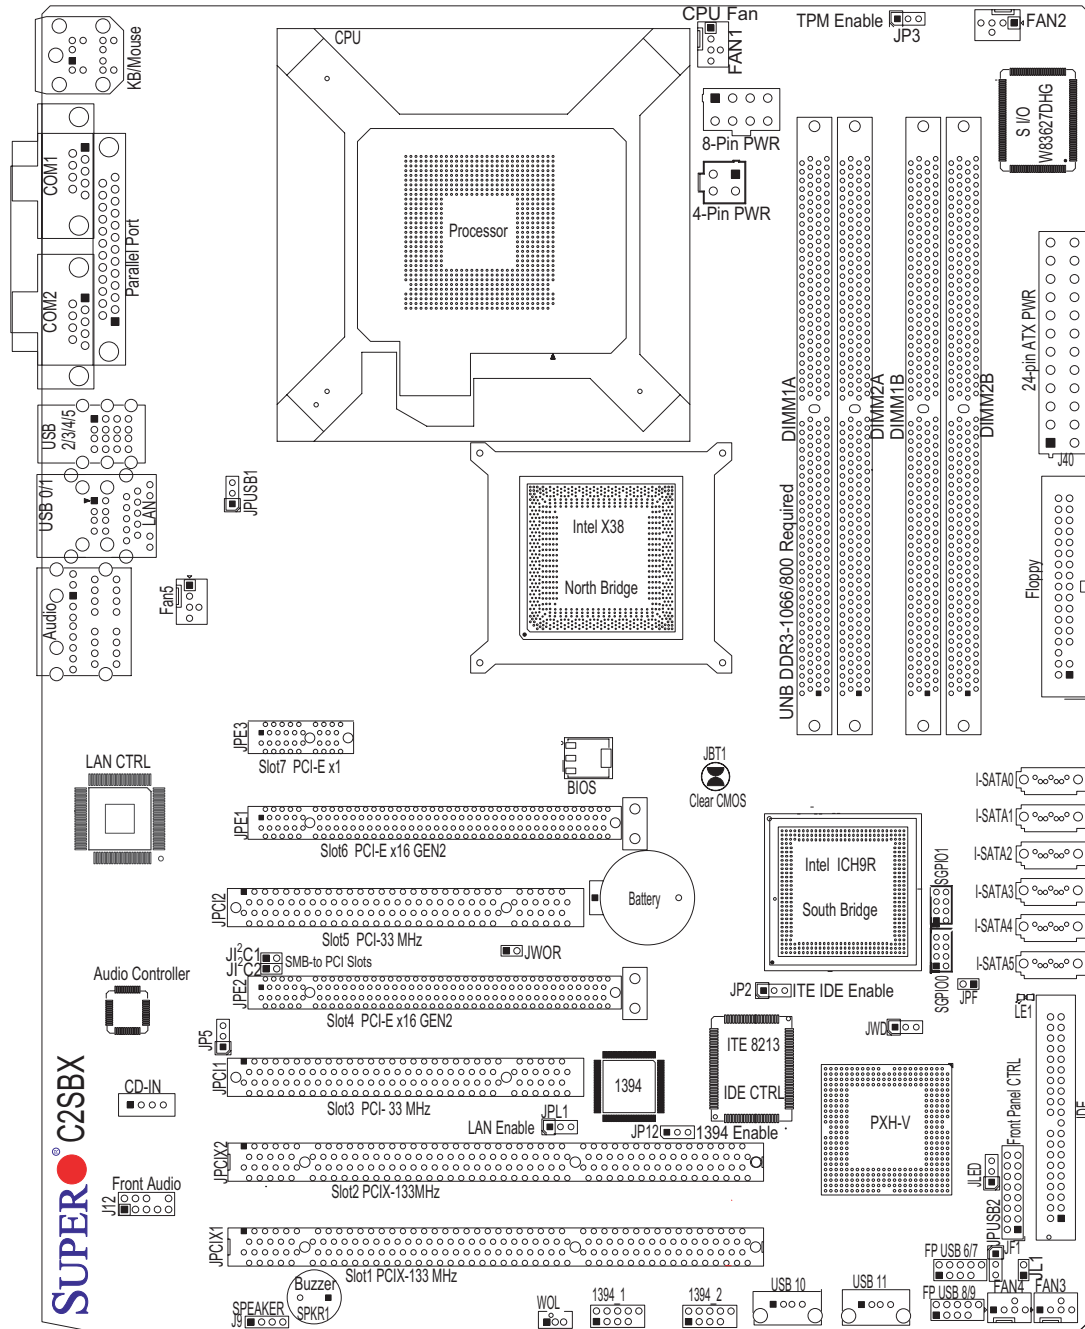 CPU Fan
FAN1
TPM Enable
JP3
FAN2
KB/Mouse
CPU
S I/O
W83627DHG
8-Pin PWR
4-Pin PWR
COM1
Parallel Port
COM2
Processor
24-pin ATX PWR
J40
DIMM1A
DIMM2A
DIMM1B
DIMM2B
UNB DDR3-1066/800 Required
USB
2/3/4/5
USB 0/1
LAN
JPUSB1
Intel X38
North Bridge
Floppy
Fan5
Audio
JPE3
Slot7 PCI-E x1
LAN CTRL
BIOS
JBT1
Clear CMOS
I-SATA0
I-SATA1
I-SATA2
I-SATA3
I-SATA4
I-SATA5
JPE1
Slot6 PCI-E x16 GEN2
Battery
Intel ICH9R
South Bridge
SGPIO1
SGPIO0
JPCI2
Slot5 PCI-33 MHz
JI²C1
JI²C2
SMB-to PCI Slots
JWOR
JPF
LE1
Audio Controller
JPE2
Slot4 PCI-E x16 GEN2
JP2
ITE IDE Enable
JWD
JP5
ITE 8213
IDE CTRL
JPCI1
Slot3 PCI- 33 MHz
1394
PXH-V
Front Panel CTRL
IDE
CD-IN
LAN Enable
JPL1
JP12
1394 Enable
JPCIX2
Slot2 PCIX-133MHz
JLED
SUPER® C2SBX
Front Audio
J12
JPUSB2
JF1
JPCIX1
Slot1 PCIX-133 MHz
FP USB 6/7
JL1
Buzzer
SPKR1
SPEAKER
J9
WOL
1394_1
1394_2
USB 10
USB 11
FP USB 8/9
FAN4
FAN3